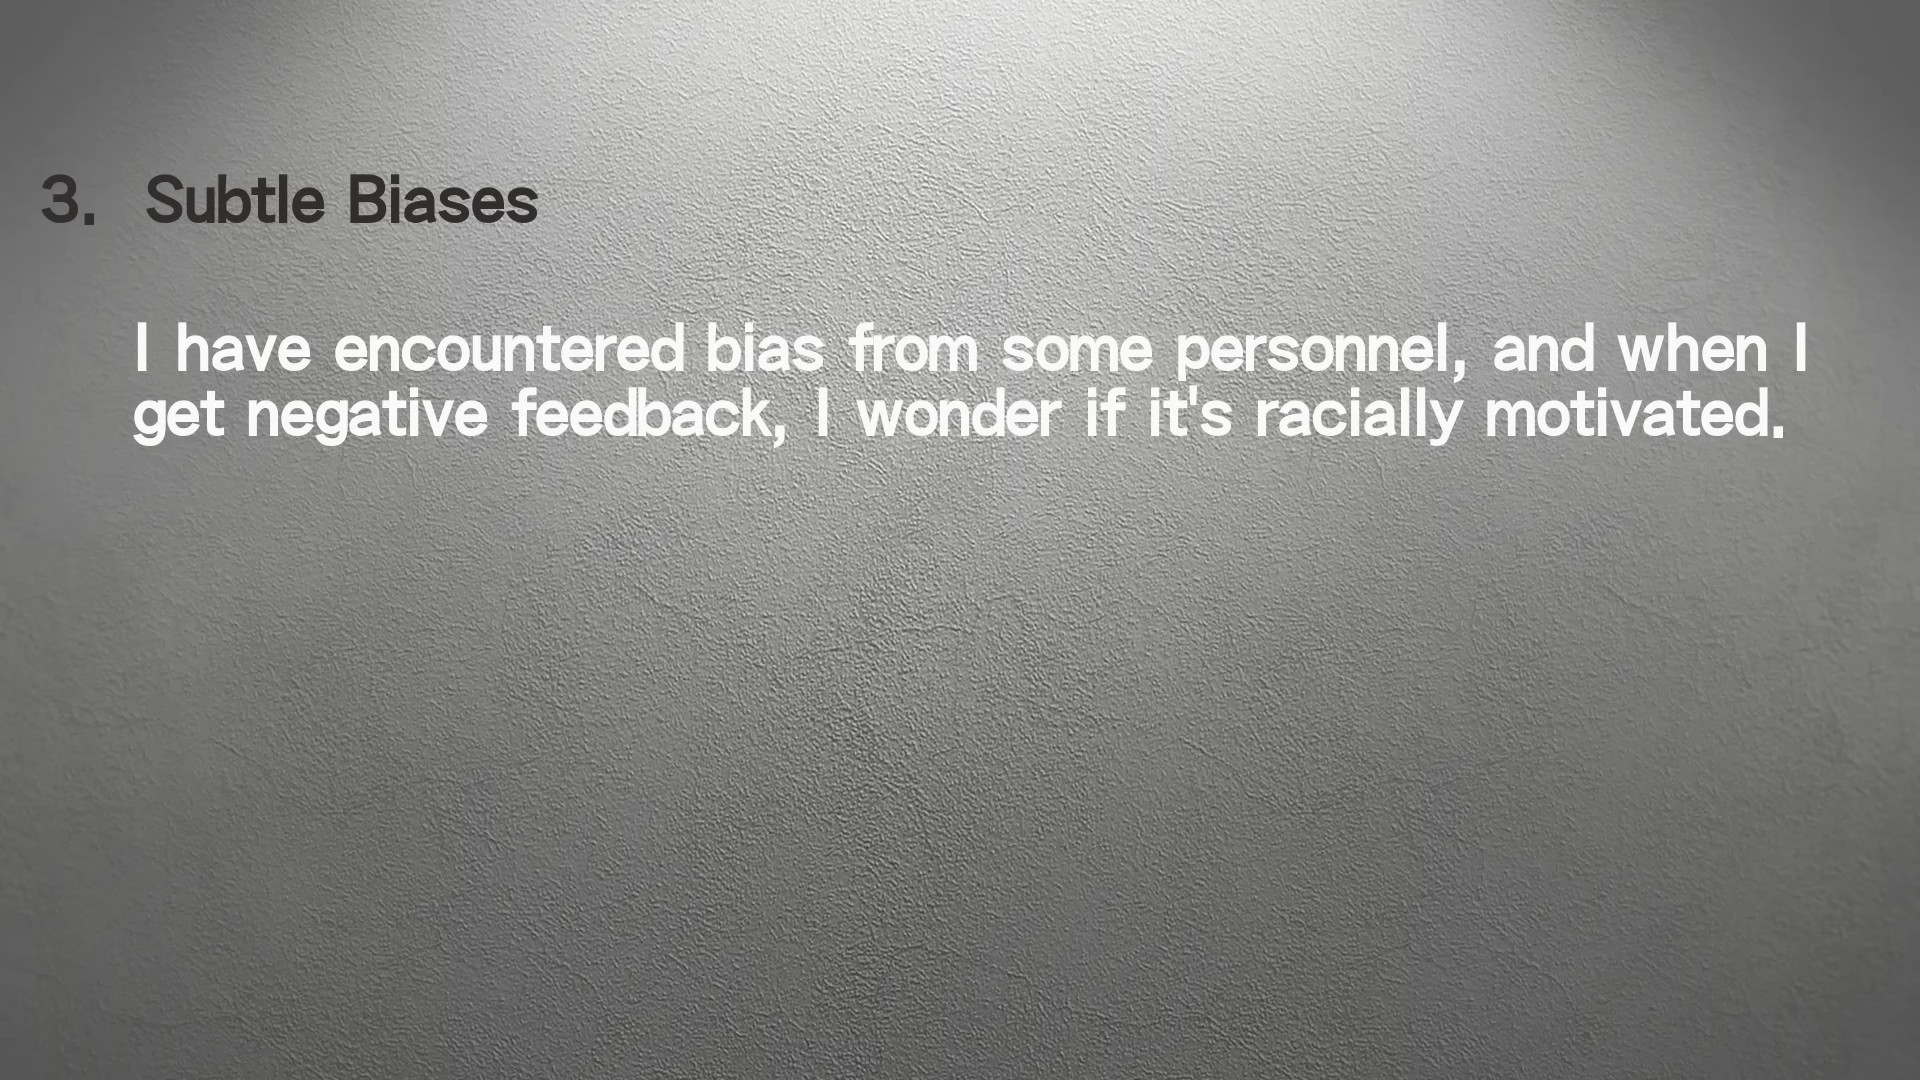 3. Subtle Biases
I have encountered bias from some personnel, and when I
get negative feedback, I wonder if it's racially motivated.